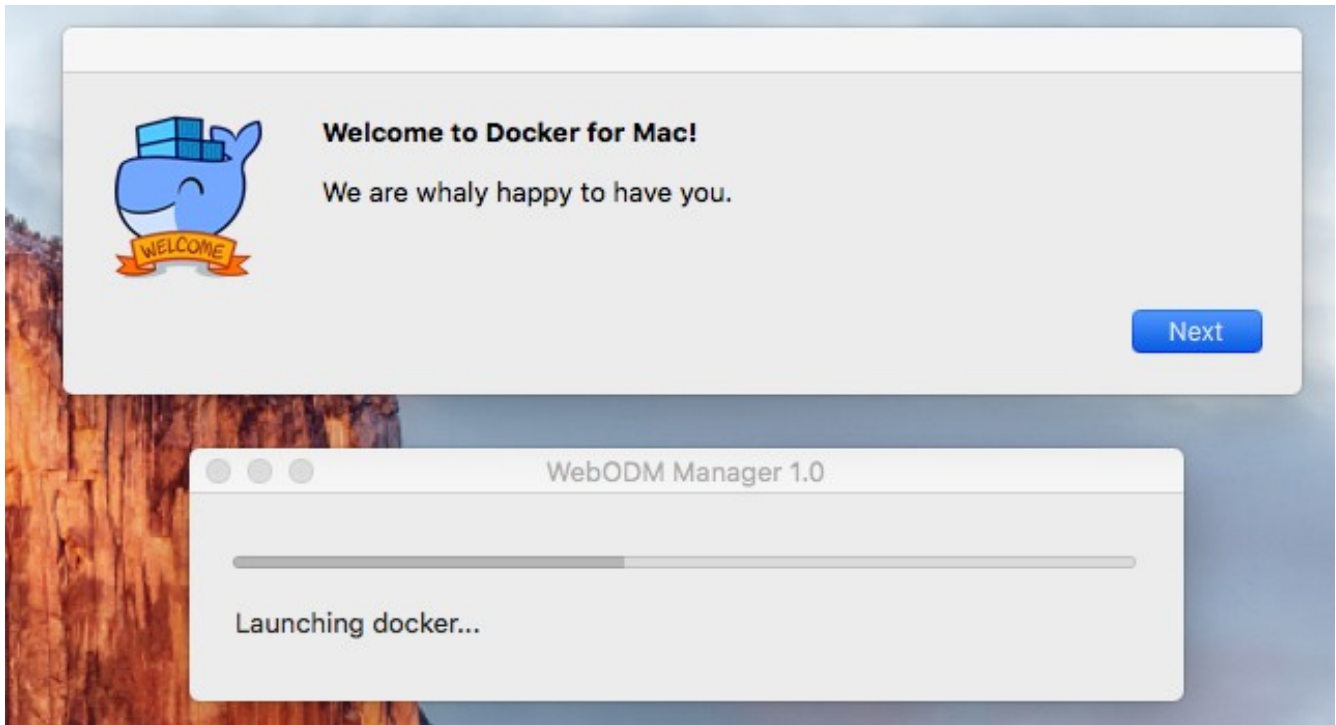 Welcome to Docker for Mac!
We are whaly happy to have you.
WELCOME
Next
WebODM Manager 1.0
Launching docker...